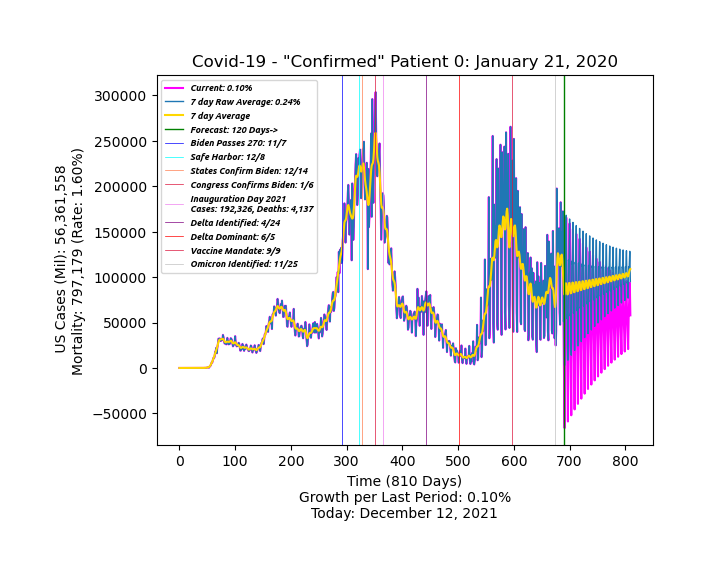 Covid-19 - "Confirmed" Patient 0: January 21, 2020
Current: 0.10%
7 day Raw Average: 0.24%
7 day Average
Forecast: 120 Days->
Biden Passes 270: 11/7
Safe Harbor: 12/8
States Confirm Biden: 12/14
Congress Confirms Biden: 1/6
Inauguration Day 2021
Cases: 192,326, Deaths: 4,137
Delta Identified: 4/24
Delta Dominant: 6/5
Vaccine Mandate: 9/9
Omicron Identified: 11/25
300000
250000
200000
150000
100000
50000
0
−50000
US Cases (Mil): 56,361,558
Mortality: 797,179 (Rate: 1.60%)
0 100 200 300 400 500 600 700 800
Time (810 Days)
Growth per Last Period: 0.10%
Today: December 12, 2021